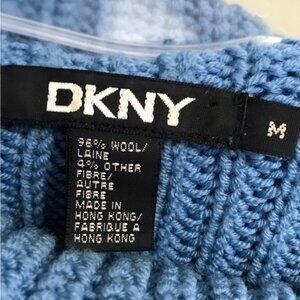 DKNY
M
96% WOOL/
LAINE
4% OTHER
FIBRE/
AUTRE
FIBRE
MADE IN
HONG KONG/
FABRIQUE A
HONG KONG